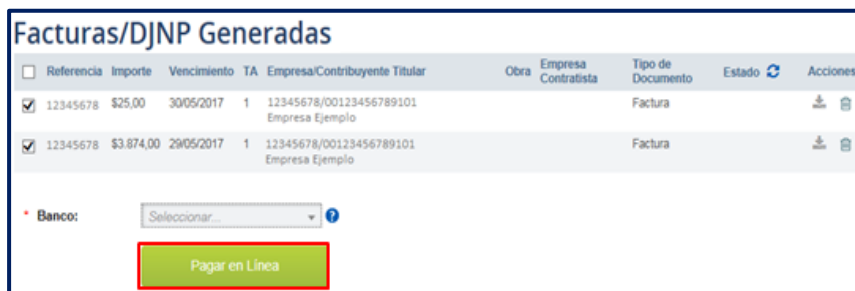 Facturas/DJNP Generadas
Referencia Importe Vencimiento TA Empresa/Contribuyente Titular Obra Empresa Contratista Tipo de Documento Estado Acciones
12345678 $25,00 30/05/2017 1 12345678/00123456789101 Factura
Empresa Ejemplo
12345678 $3.874,00 29/05/2017 1 12345678/00123456789101 Factura
Empresa Ejemplo
* Banco: Seleccionar... ?
Pagar en Línea